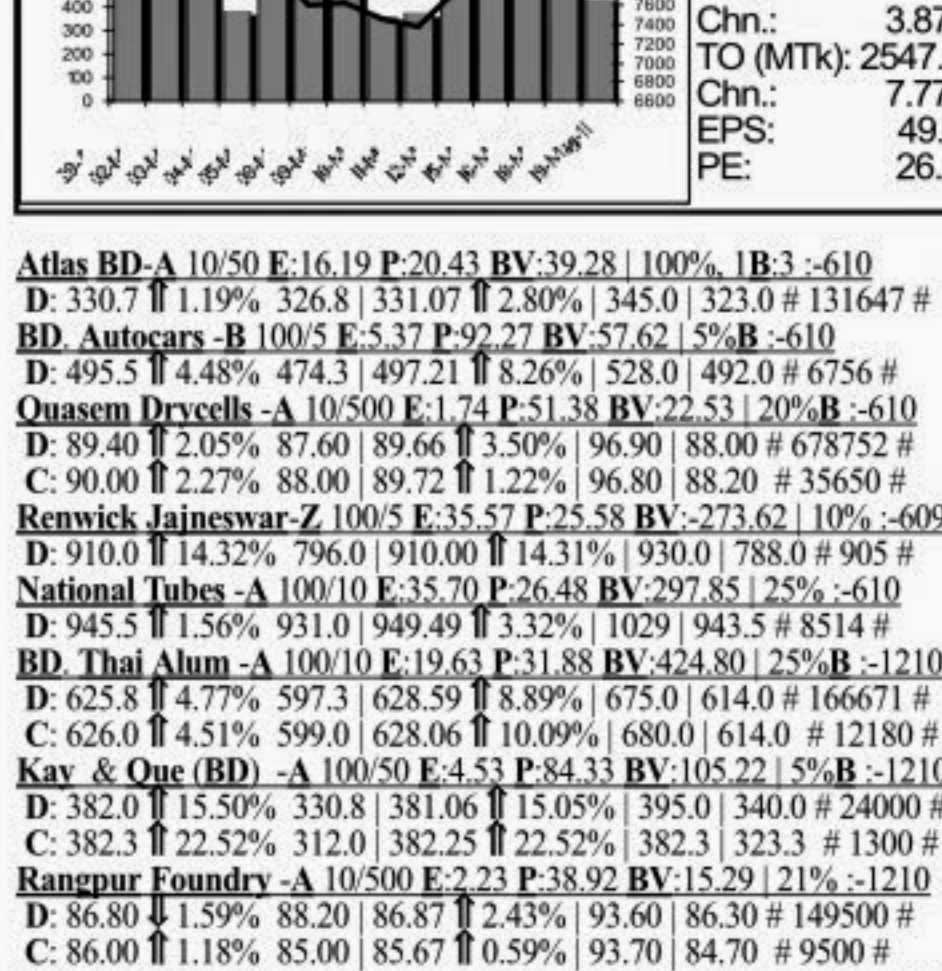 400
300
200
100
0
7600
7400
7200
7000
6800
6600
Chn.: 3.87
TO (MTk): 2547.
Chn.: 7.77
EPS: 49.
PE: 26.
Atlas BD-A 10/50 E:16.19 P:20.43 BV:39.28 | 100%, 1B:3 :-610
D: 330.7 ⇑ 1.19% 326.8 | 331.07 ⇑ 2.80% | 345.0 | 323.0 # 131647 #
BD. Autocars -B 100/5 E:5.37 P:92.27 BV:57.62 | 5%B :-610
D: 495.5 ⇑ 4.48% 474.3 | 497.21 ⇑ 8.26% | 528.0 | 492.0 # 6756 #
Quasem Drycells -A 10/500 E:1.74 P:51.38 BV:22.53 | 20%B :-610
D: 89.40 ⇑ 2.05% 87.60 | 89.66 ⇑ 3.50% | 96.90 | 88.00 # 678752 #
C: 90.00 ⇑ 2.27% 88.00 | 89.72 ⇑ 1.22% | 96.80 | 88.20 # 35650 #
Renwick Jajneswar-Z 100/5 E:35.57 P:25.58 BV:-273.62 | 10% :-609
D: 910.0 ⇑ 14.32% 796.0 | 910.00 ⇑ 14.31% | 930.0 | 788.0 # 905 #
National Tubes -A 100/10 E:35.70 P:26.48 BV:297.85 | 25% :-610
D: 945.5 ⇑ 1.56% 931.0 | 949.49 ⇑ 3.32% | 1029 | 943.5 # 8514 #
BD. Thai Alum -A 100/10 E:19.63 P:31.88 BV:424.80 | 25%B :-1210
D: 625.8 ⇑ 4.77% 597.3 | 628.59 ⇑ 8.89% | 675.0 | 614.0 # 166671 #
C: 626.0 ⇑ 4.51% 599.0 | 628.06 ⇑ 10.09% | 680.0 | 614.0 # 12180 #
Kay & Que (BD) -A 100/50 E:4.53 P:84.33 BV:105.22 | 5%B :-1210
D: 382.0 ⇑ 15.50% 330.8 | 381.06 ⇑ 15.05% | 395.0 | 340.0 # 24000 #
C: 382.3 ⇑ 22.52% 312.0 | 382.25 ⇑ 22.52% | 382.3 | 323.3 # 1300 #
Rangpur Foundry -A 10/500 E:2.23 P:38.92 BV:15.29 | 21% :-1210
D: 86.80 ⇓ 1.59% 88.20 | 86.87 ⇑ 2.43% | 93.60 | 86.30 # 149500 #
C: 86.00 ⇑ 1.18% 85.00 | 85.67 ⇑ 0.59% | 93.70 | 84.70 # 9500 #